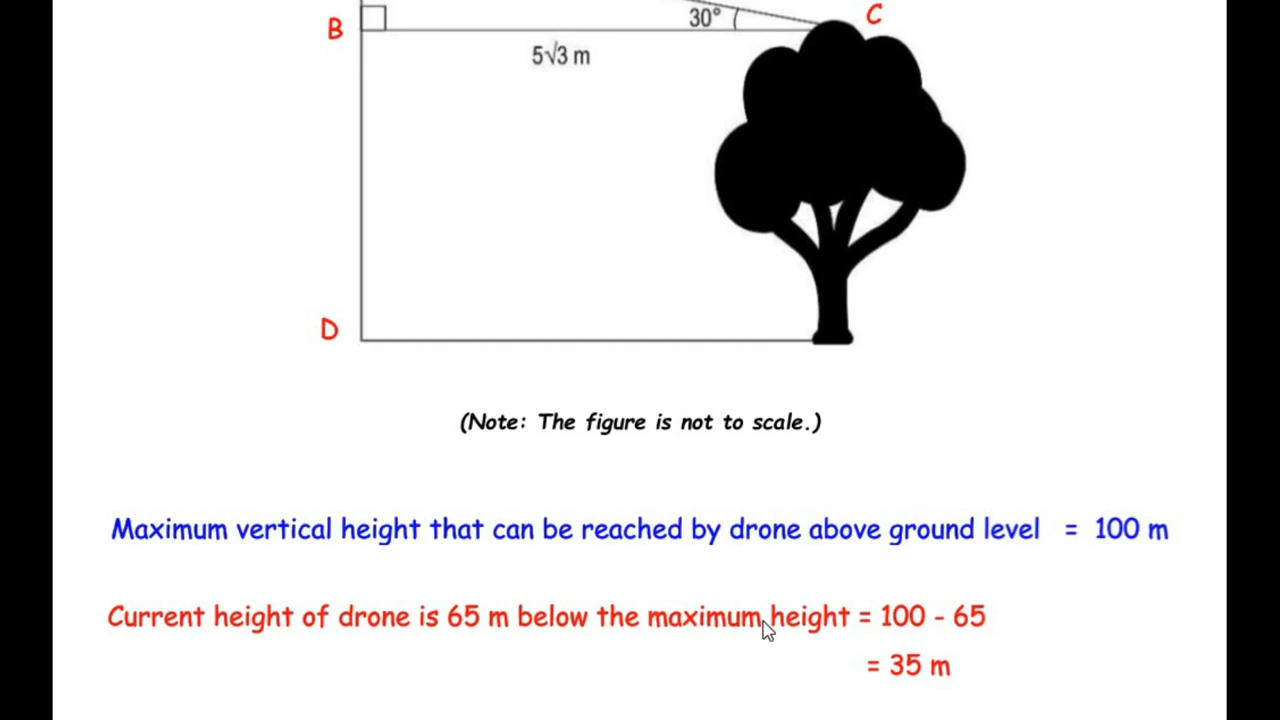 30°
C
B
5√3 m
D
(Note: The figure is not to scale.)
Maximum vertical height that can be reached by drone above ground level = 100 m
Current height of drone is 65 m below the maximum height = 100 - 65
= 35 m